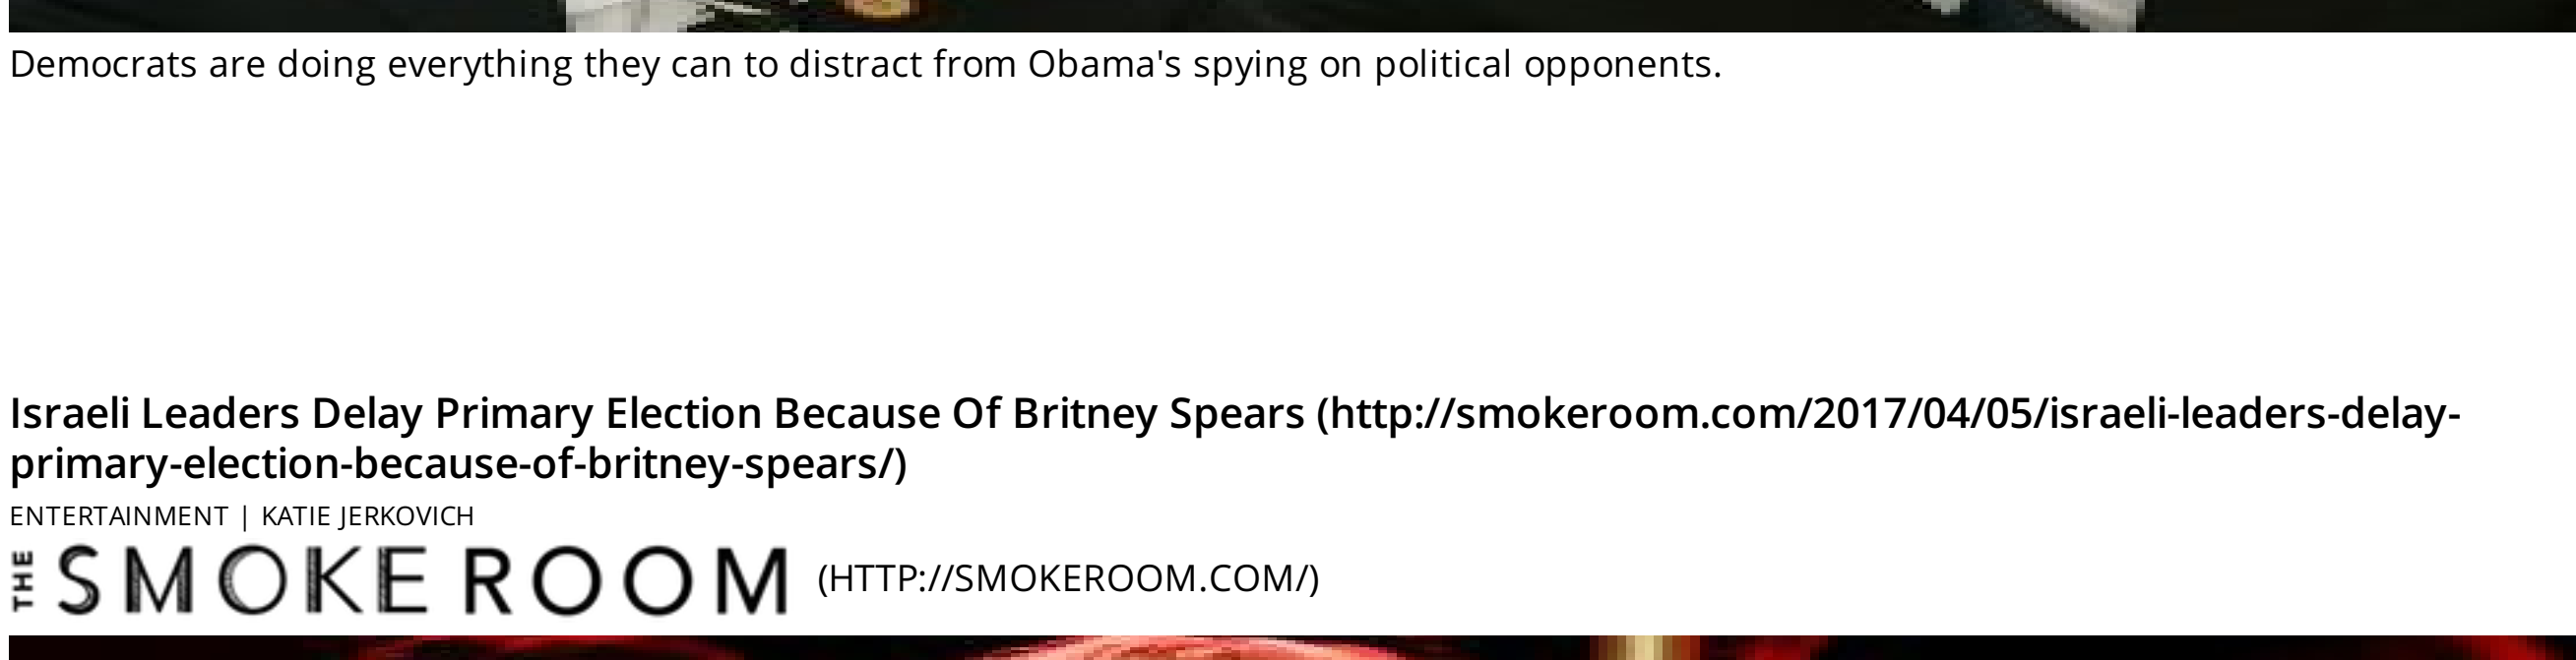 Democrats are doing everything they can to distract from Obama's spying on political opponents.
Israeli Leaders Delay Primary Election Because Of Britney Spears (http://smokeroom.com/2017/04/05/israeli-leaders-delay-
primary-election-because-of-britney-spears/)
ENTERTAINMENT | KATIE JERKOVICH
THE SMOKE ROOM (HTTP://SMOKEROOM.COM/)